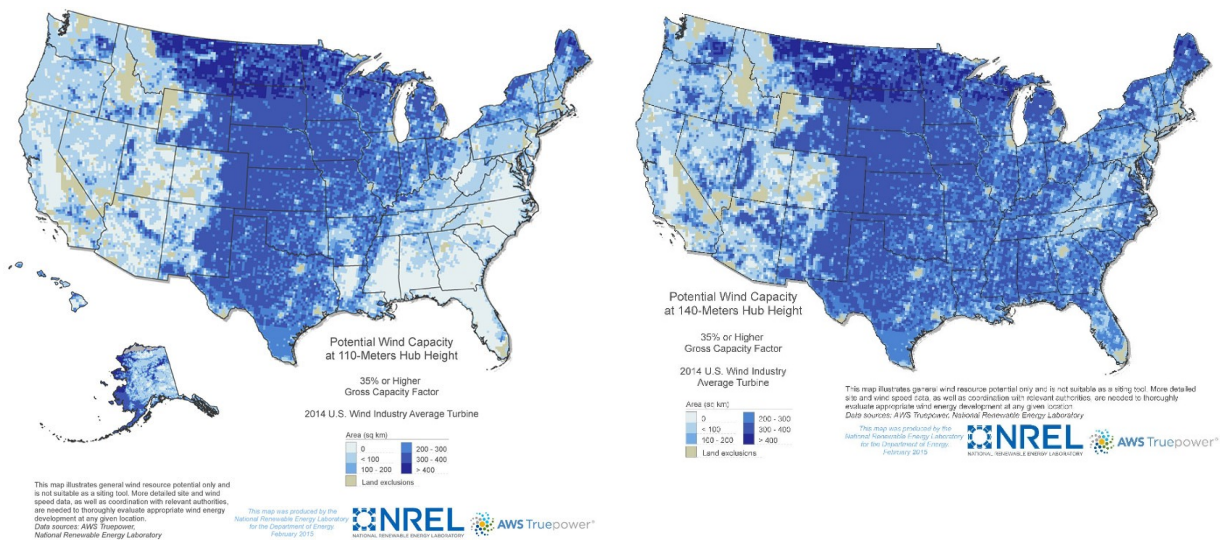 Potential Wind Capacity
at 110-Meters Hub Height
35% or Higher
Gross Capacity Factor
2014 U.S. Wind Industry Average Turbine
Area (sq km)
0
< 100
100 - 200
200 - 300
300 - 400
> 400
Land exclusions
This map illustrates general wind resource potential only and
is not suitable as a siting tool. More detailed site and wind
speed data, as well as coordination with relevant authorities,
are needed to thoroughly evaluate appropriate wind energy
development at any given location.
Data sources: AWS Truepower,
National Renewable Energy Laboratory
This map was produced by the
National Renewable Energy Laboratory
for the Department of Energy.
February 2015
NREL
NATIONAL RENEWABLE ENERGY LABORATORY
AWS Truepower®
Potential Wind Capacity
at 140-Meters Hub Height
35% or Higher
Gross Capacity Factor
2014 U.S. Wind Industry
Average Turbine
Area (sq km)
0
< 100
100 - 200
200 - 300
300 - 400
> 400
Land exclusions
This map illustrates general wind resource potential only and is not suitable as a siting tool. More detailed
site and wind speed data, as well as coordination with relevant authorities, are needed to thoroughly
evaluate appropriate wind energy development at any given location
Data sources: AWS Truepower, National Renewable Energy Laboratory
This map was produced by the
National Renewable Energy Laboratory
for the Department of Energy.
February 2015
NREL
NATIONAL RENEWABLE ENERGY LABORATORY
AWS Truepower®